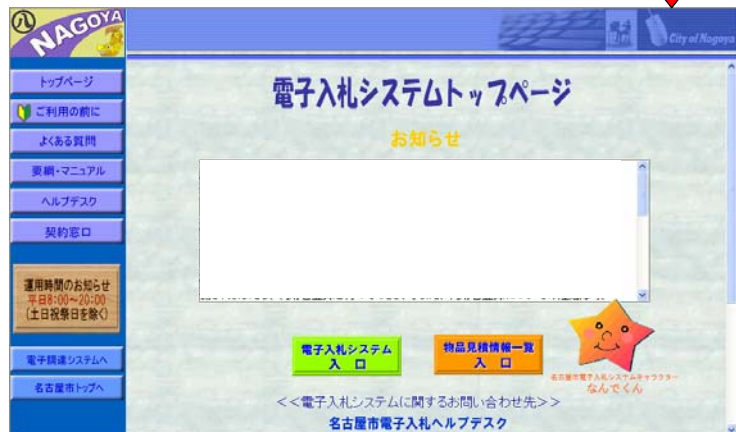 八
NAGOYA
City of Nagoya
トップページ
ご利用の前に
よくある質問
要綱・マニュアル
ヘルプデスク
契約窓口
運用時間のお知らせ
平日8:00～20:00
(土日祝祭日を除く)
電子調達システムへ
名古屋市トップへ
電子入札システムトップページ
お知らせ
電子入札システム
入 口
物品見積情報一覧
入 口
名古屋市電子入札システムキャラクター
なんでくん
<<電子入札システムに関するお問い合わせ先>>
名古屋市電子入札ヘルプデスク